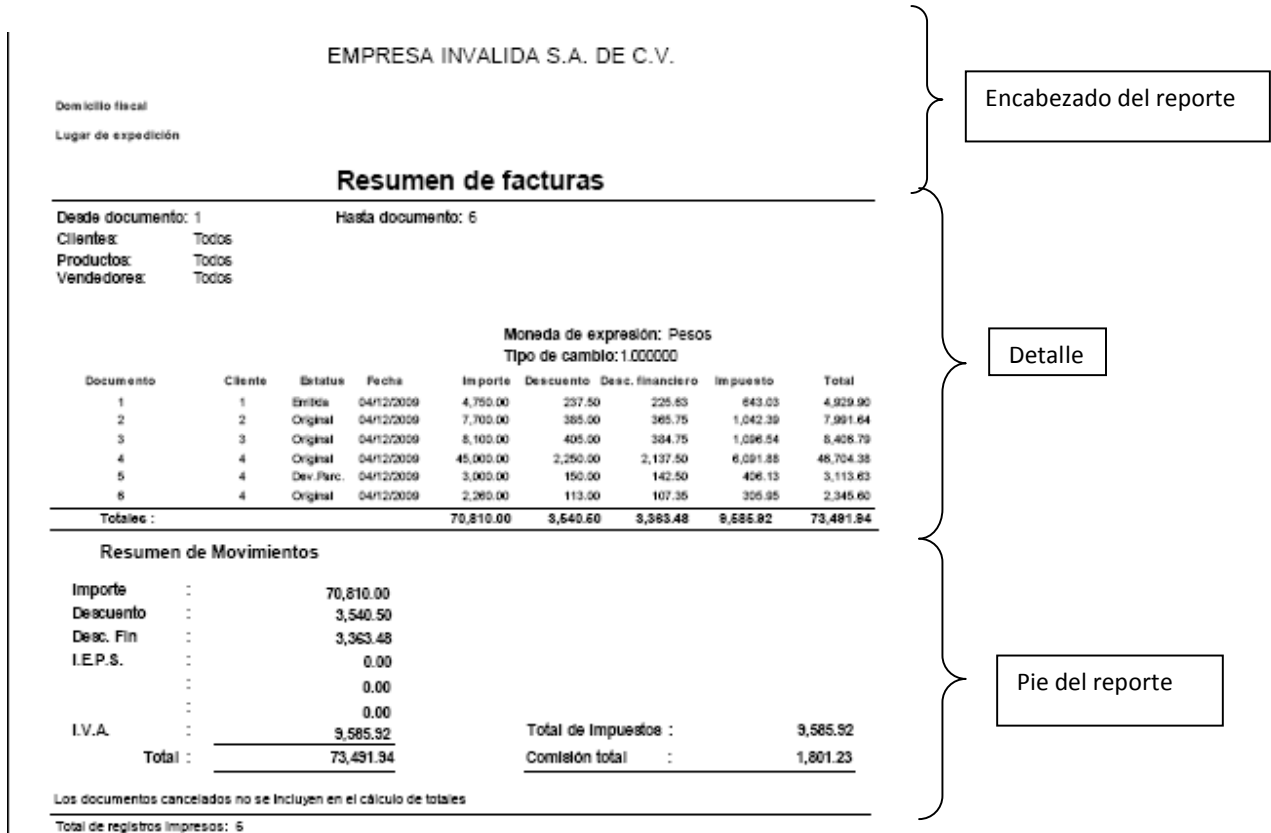 EMPRESA INVALIDA S.A. DE C.V.
Encabezado del reporte
Domicilio fiscal
Lugar de expedición
Resumen de facturas
Desde documento: 1 Hasta documento: 6
Clientes: Todos
Productos: Todos
Vendedores: Todos
Moneda de expresión: Pesos
Tipo de cambio: 1.000000
Detalle
Documento Cliente Estatus Fecha Importe Descuento Desc. financiero Impuesto Total
1 1 Emitida 04/12/2009 4,750.00 237.50 225.63 643.03 4,929.90
2 2 Original 04/12/2009 7,700.00 385.00 365.75 1,042.39 7,991.64
3 3 Original 04/12/2009 8,100.00 405.00 384.75 1,096.54 8,406.79
4 4 Original 04/12/2009 45,000.00 2,250.00 2,137.50 6,091.88 46,704.38
5 4 Dev.Parc. 04/12/2009 3,000.00 150.00 142.50 406.13 3,113.63
6 4 Original 04/12/2009 2,260.00 113.00 107.35 305.95 2,345.60
Totales : 70,810.00 3,540.50 3,363.48 9,585.92 73,491.94
Resumen de Movimientos
Importe : 70,810.00
Descuento : 3,540.50
Desc. Fin : 3,363.48
I.E.P.S. : 0.00
: 0.00
: 0.00
I.V.A. : 9,585.92 Total de Impuestos : 9,585.92
Total : 73,491.94 Comisión total : 1,801.23
Pie del reporte
Los documentos cancelados no se incluyen en el cálculo de totales
Total de registros impresos: 6